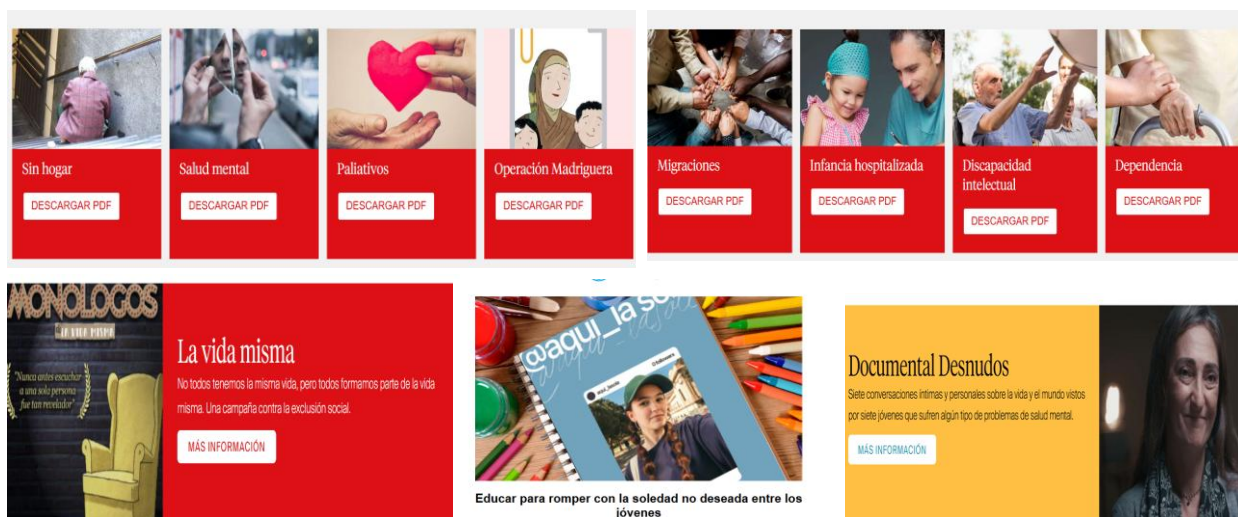 Sin hogar
DESCARGAR PDF
Salud mental
DESCARGAR PDF
Paliativos
DESCARGAR PDF
Operación Madriguera
DESCARGAR PDF
Migraciones
DESCARGAR PDF
Infancia hospitalizada
DESCARGAR PDF
Discapacidad
intelectual
DESCARGAR PDF
Dependencia
DESCARGAR PDF
MONOLOGOS
LA VIDA MISMA
"Nunca antes escuchar
a una sola persona
fue tan revelador"
La vida misma
No todos tenemos la misma vida, pero todos formamos parte de la vida
misma. Una campaña contra la exclusión social.
MÁS INFORMACIÓN
@aqui_la so
Educar para romper con la soledad no deseada entre los
jóvenes
Documental Desnudos
Siete conversaciones íntimas y personales sobre la vida y el mundo vistos
por siete jóvenes que sufren algún tipo de problemas de salud mental.
MÁS INFORMACIÓN